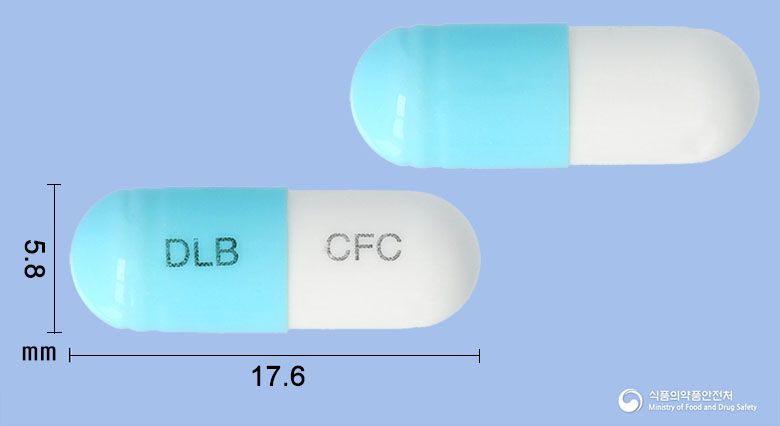 DLB CFC
5.8
mm
17.6
식품의약품안전처
Ministry of Food and Drug Safety